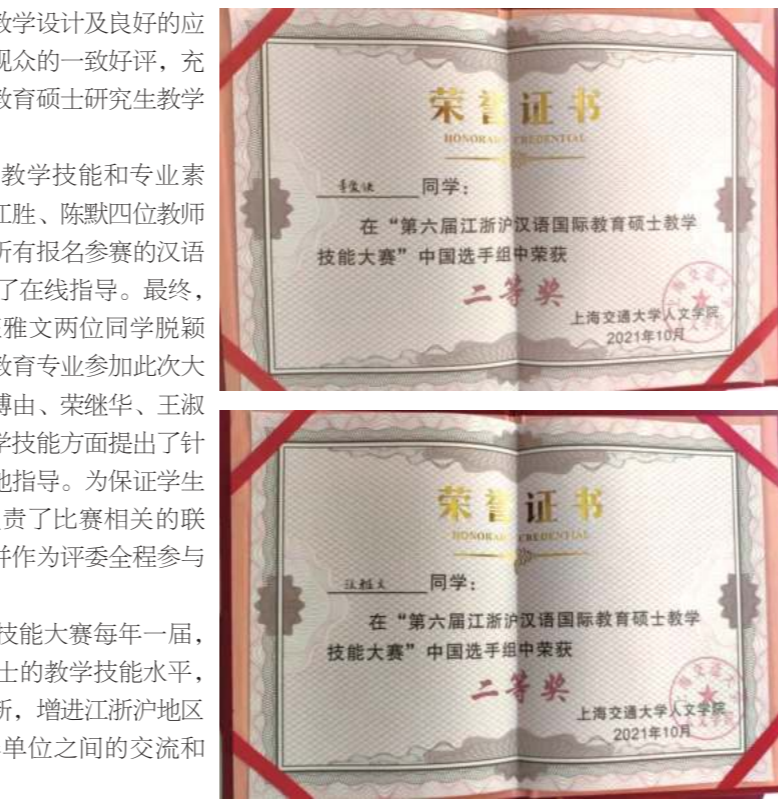 教学设计及良好的应
观众的一致好评，充
教育硕士研究生教学
教学技能和专业素
江胜、陈默四位教师
所有报名参赛的汉语
了在线指导。最终，
雅文两位同学脱颖
教育专业参加此次大
博由、荣继华、王淑
学技能方面提出了针
地指导。为保证学生
责了比赛相关的联
并作为评委全程参与
技能大赛每年一届，
士的教学技能水平，
新，增进江浙沪地区
单位之间的交流和
荣誉证书
HONORARY CREDENTIAL
同学：
在“第六届江浙沪汉语国际教育硕士教学
技能大赛”中国选手组中荣获
二等奖
上海交通大学人文学院
2021年10月
荣誉证书
HONORARY CREDENTIAL
同学：
在“第六届江浙沪汉语国际教育硕士教学
技能大赛”中国选手组中荣获
二等奖
上海交通大学人文学院
2021年10月